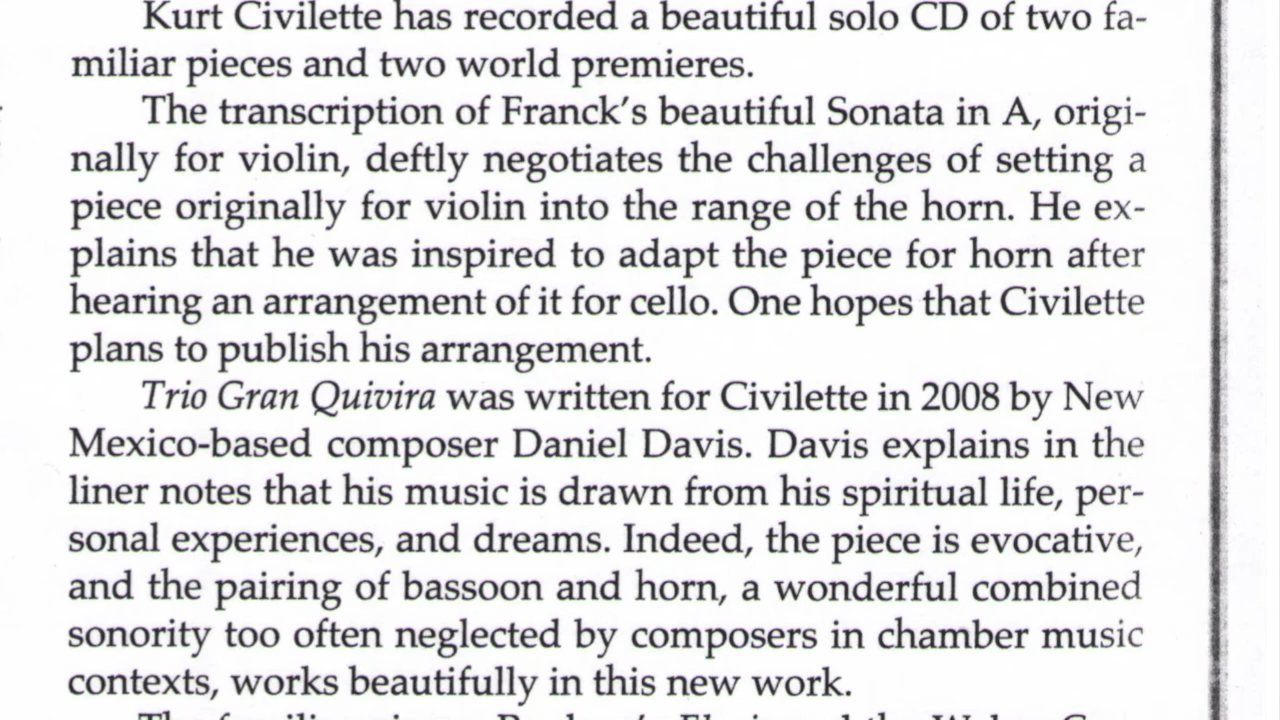 Kurt Civilette has recorded a beautiful solo CD of two fa-
miliar pieces and two world premieres.
The transcription of Franck's beautiful Sonata in A, origi-
nally for violin, deftly negotiates the challenges of setting a
piece originally for violin into the range of the horn. He ex-
plains that he was inspired to adapt the piece for horn after
hearing an arrangement of it for cello. One hopes that Civilette
plans to publish his arrangement.
Trio Gran Quivira was written for Civilette in 2008 by New
Mexico-based composer Daniel Davis. Davis explains in the
liner notes that his music is drawn from his spiritual life, per-
sonal experiences, and dreams. Indeed, the piece is evocative,
and the pairing of bassoon and horn, a wonderful combined
sonority too often neglected by composers in chamber music
contexts, works beautifully in this new work.